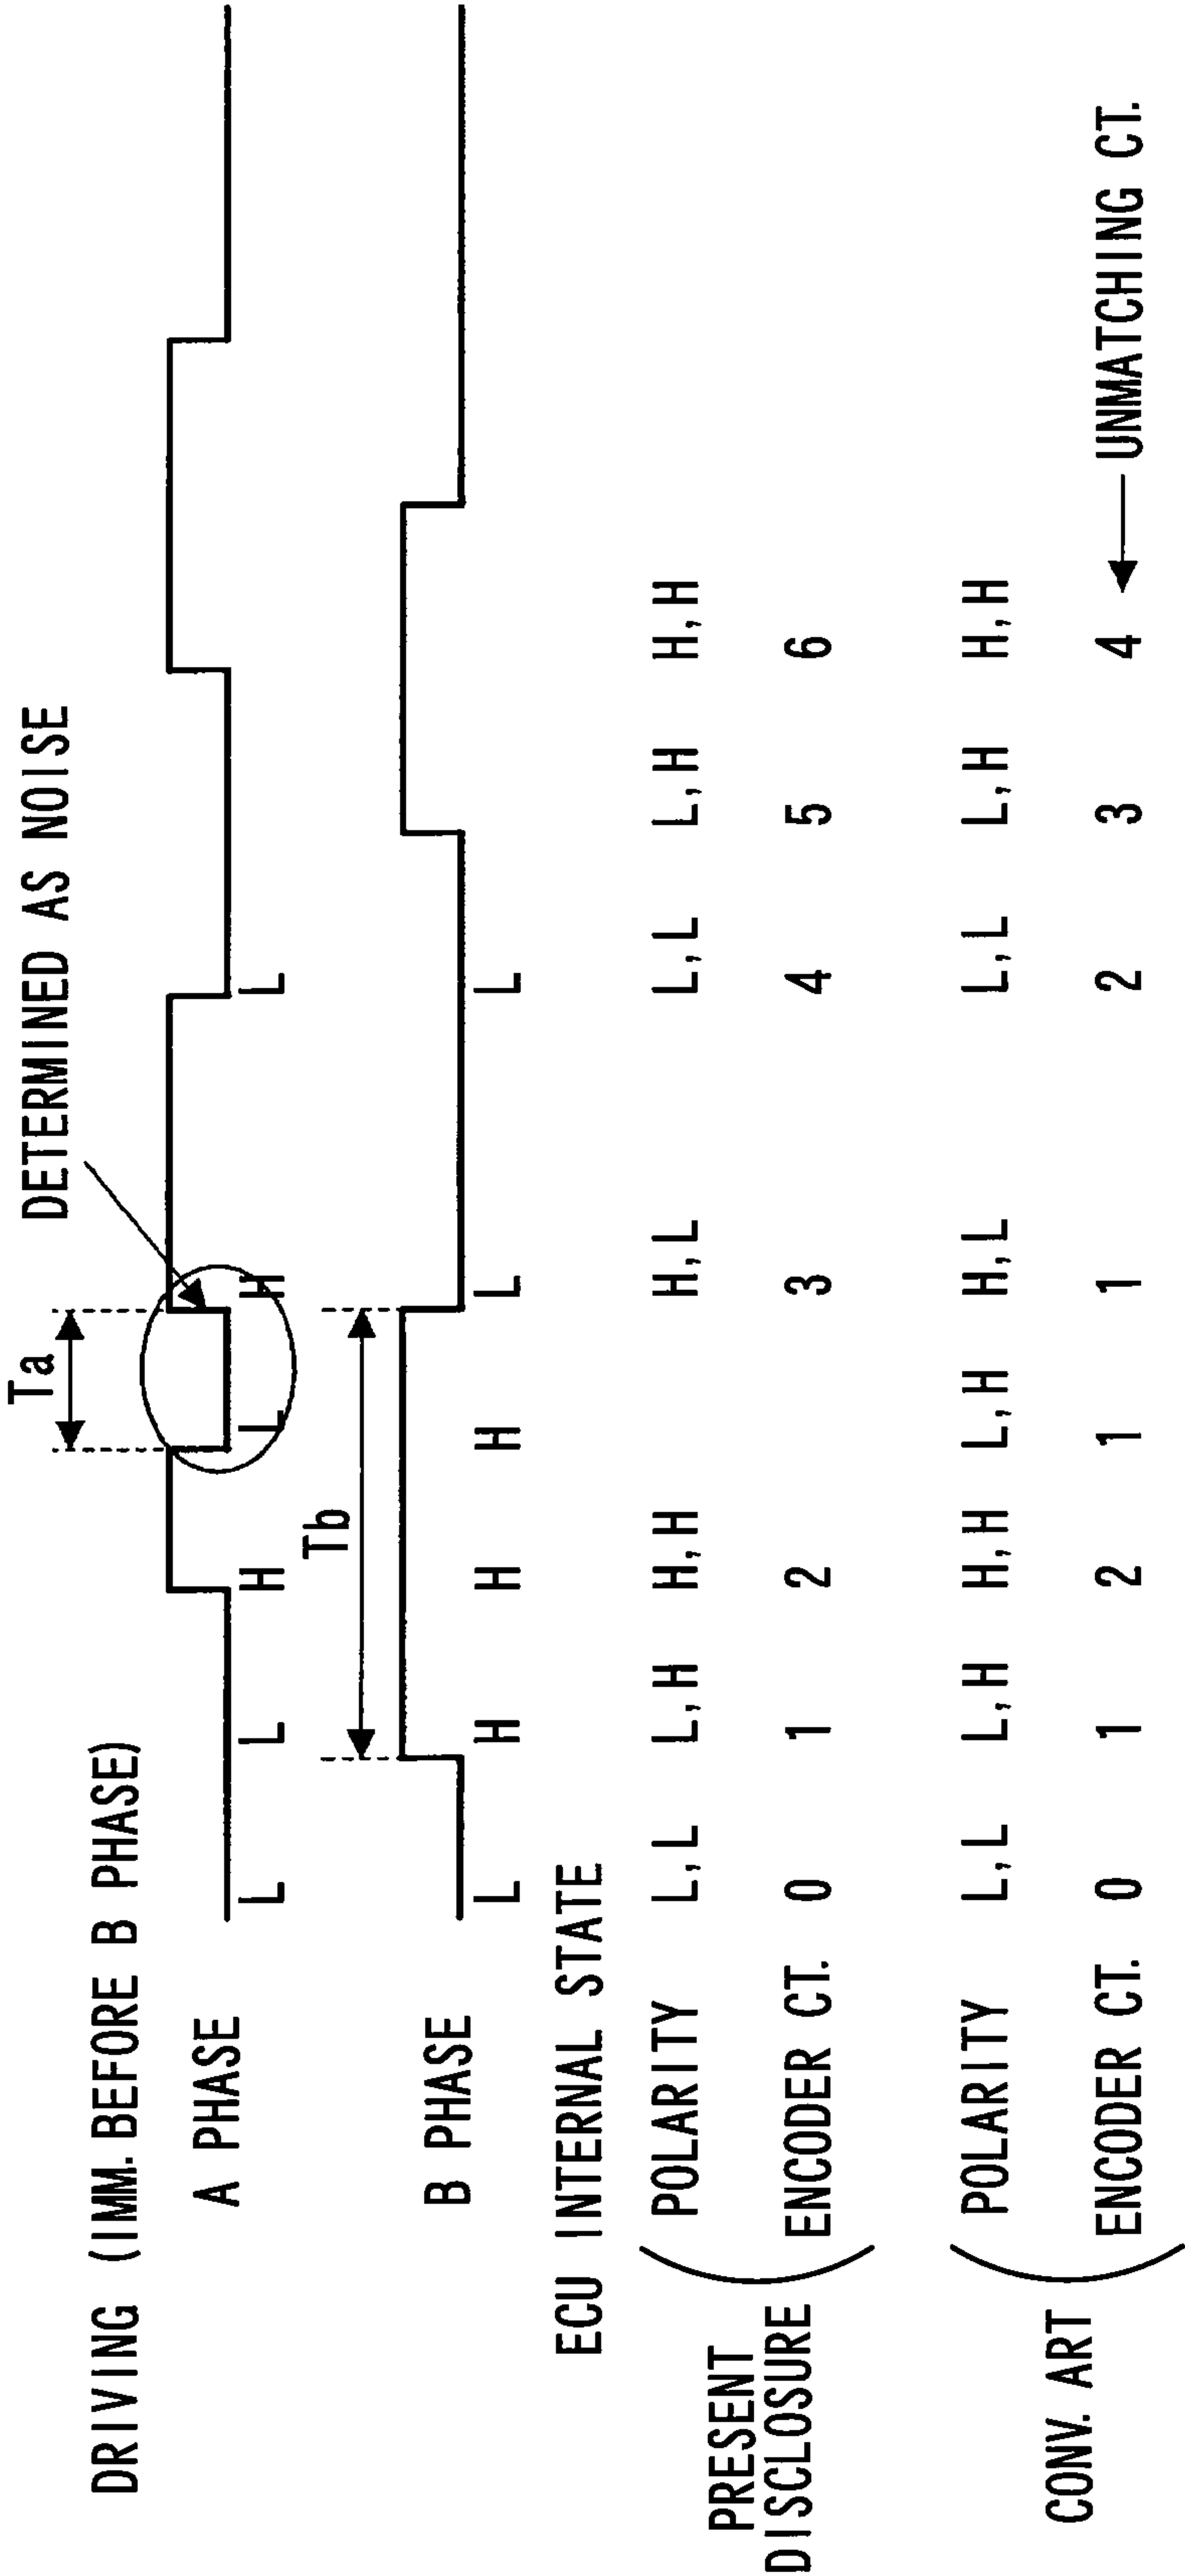 DRIVING (IMM. BEFORE B PHASE)
DETERMINED AS NOISE
Ta
A PHASE
L L H L H L
Tb
B PHASE
L H H H L L
ECU INTERNAL STATE
PRESENT
DISCLOSURE
POLARITY L,L L,H H,H H,L L,L L,H H,H
ENCODER CT. 0 1 2 3 4 5 6
CONV. ART
POLARITY L,L L,H H,H L,H H,L L,L L,H H,H
ENCODER CT. 0 1 2 1 1 2 3 4 UNMATCHING CT.